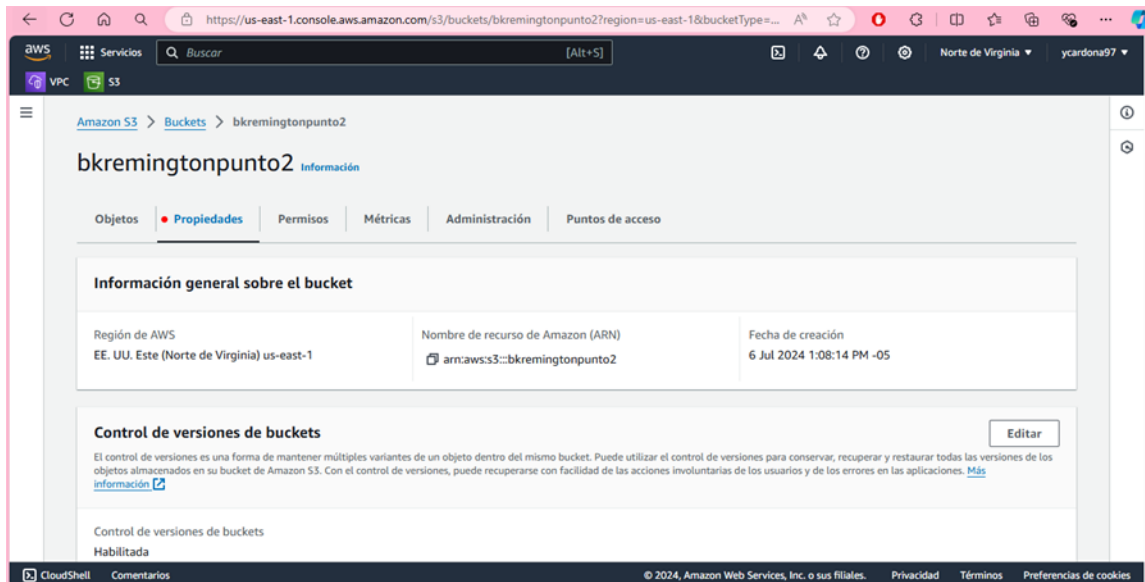 https://us-east-1.console.aws.amazon.com/s3/buckets/bkremingtonpunto2?region=us-east-1&bucketType=...
aws Servicios Buscar [Alt+S] Norte de Virginia ycardona97
VPC S3
Amazon S3 > Buckets > bkremingtonpunto2
bkremingtonpunto2 Información
Objetos Propiedades Permisos Métricas Administración Puntos de acceso
Información general sobre el bucket
Región de AWS Nombre de recurso de Amazon (ARN) Fecha de creación
EE. UU. Este (Norte de Virginia) us-east-1 arn:aws:s3:::bkremingtonpunto2 6 Jul 2024 1:08:14 PM -05
Control de versiones de buckets Editar
El control de versiones es una forma de mantener múltiples variantes de un objeto dentro del mismo bucket. Puede utilizar el control de versiones para conservar, recuperar y restaurar todas las versiones de los
objetos almacenados en su bucket de Amazon S3. Con el control de versiones, puede recuperarse con facilidad de las acciones involuntarias de los usuarios y de los errores en las aplicaciones. Más
información
Control de versiones de buckets
Habilitada
CloudShell Comentarios © 2024, Amazon Web Services, Inc. o sus filiales. Privacidad Términos Preferencias de cookies